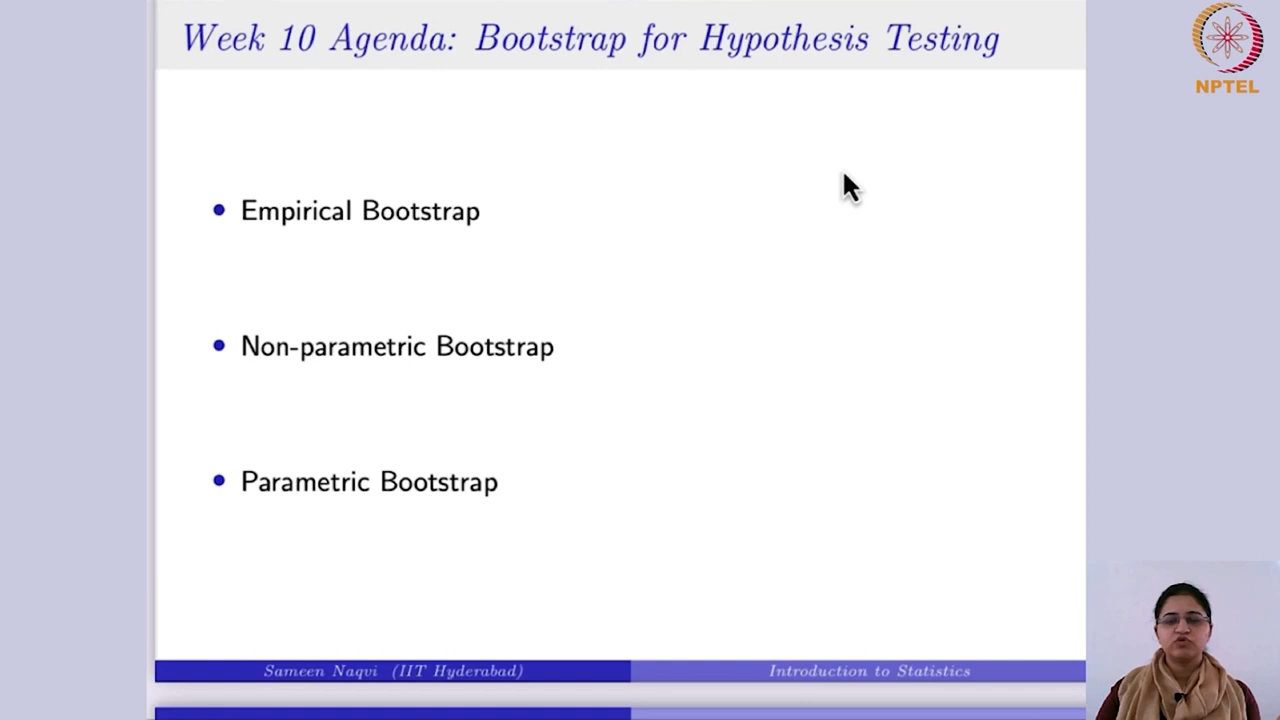 Week 10 Agenda: Bootstrap for Hypothesis Testing
NPTEL
Empirical Bootstrap
Non-parametric Bootstrap
Parametric Bootstrap
Sameen Naqvi (IIT Hyderabad)
Introduction to Statistics